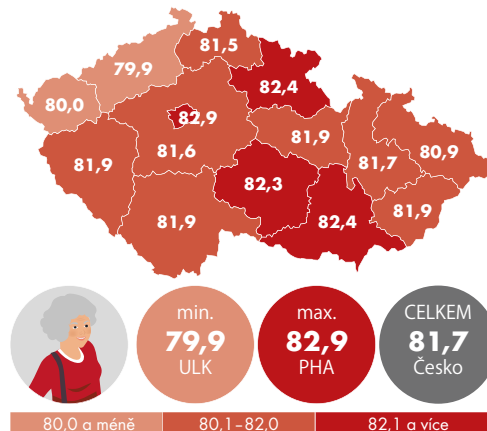 81,5
79,9
82,4
80,0
82,9
81,9
81,6
81,9
81,7
80,9
82,3
81,9
82,4
81,9
min.
79,9
ULK
max.
82,9
PHA
CELKEM
81,7
Česko
80,0 a méně
80,1–82,0
82,1 a více